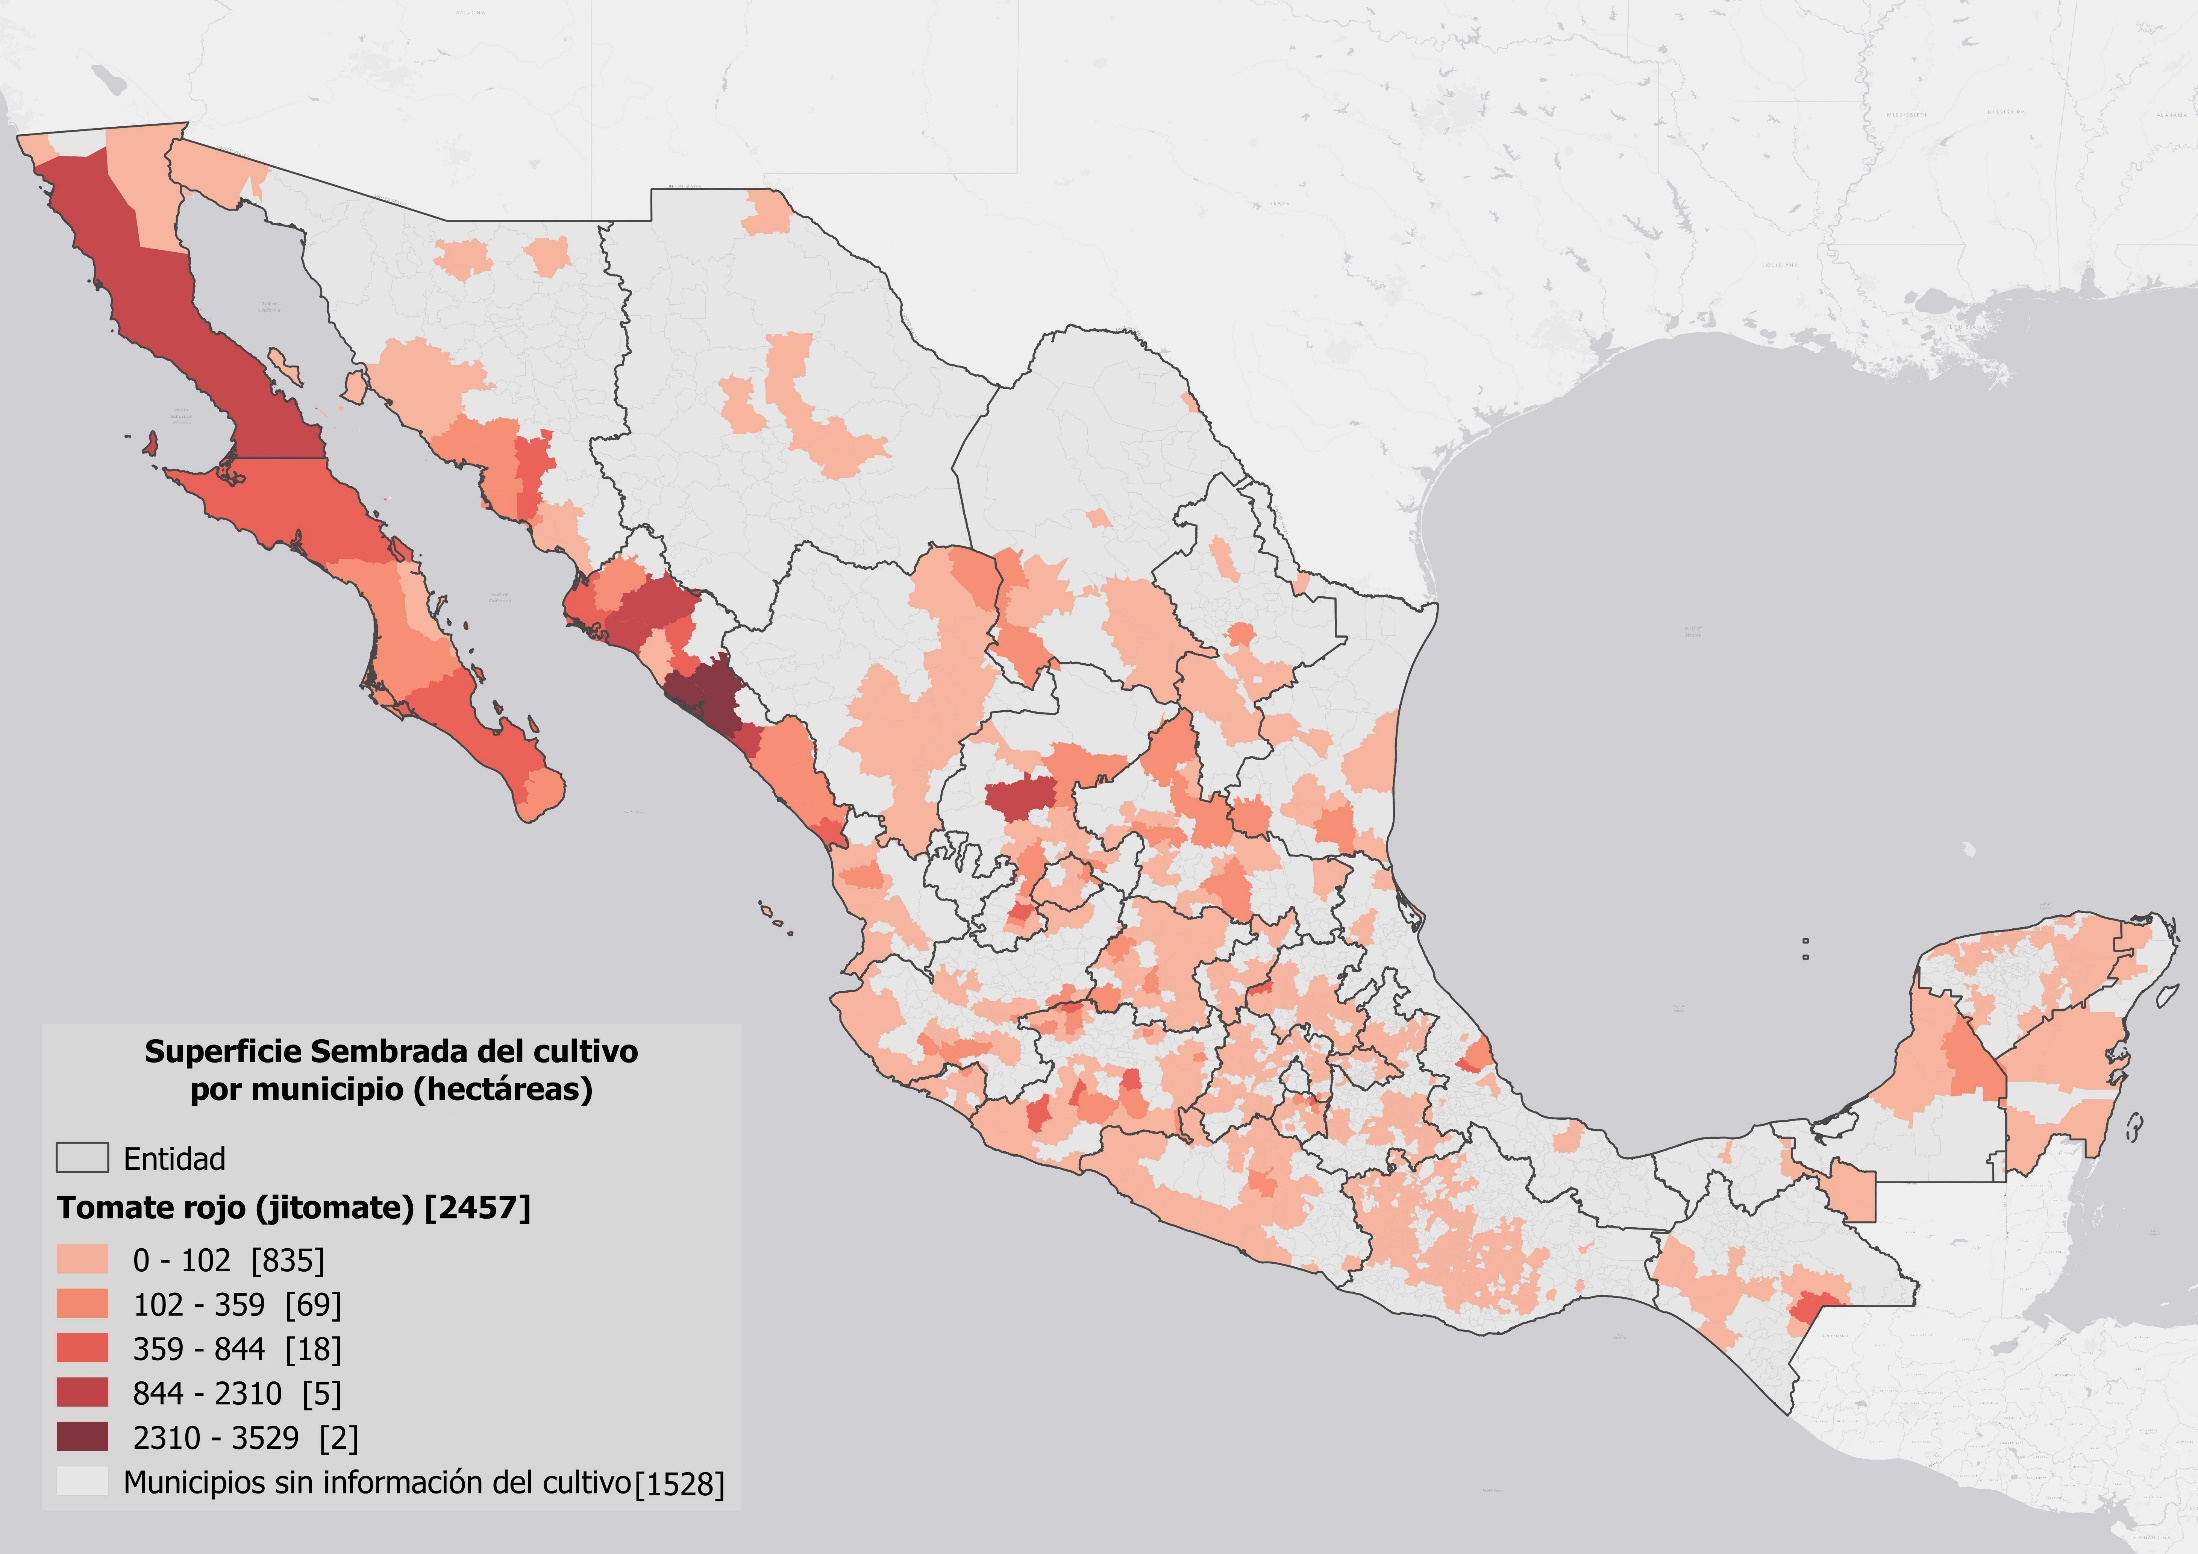 Superficie Sembrada del cultivo
por municipio (hectáreas)
Entidad
Tomate rojo (jitomate) [2457]
0 - 102 [835]
102 - 359 [69]
359 - 844 [18]
844 - 2310 [5]
2310 - 3529 [2]
Municipios sin información del cultivo[1528]